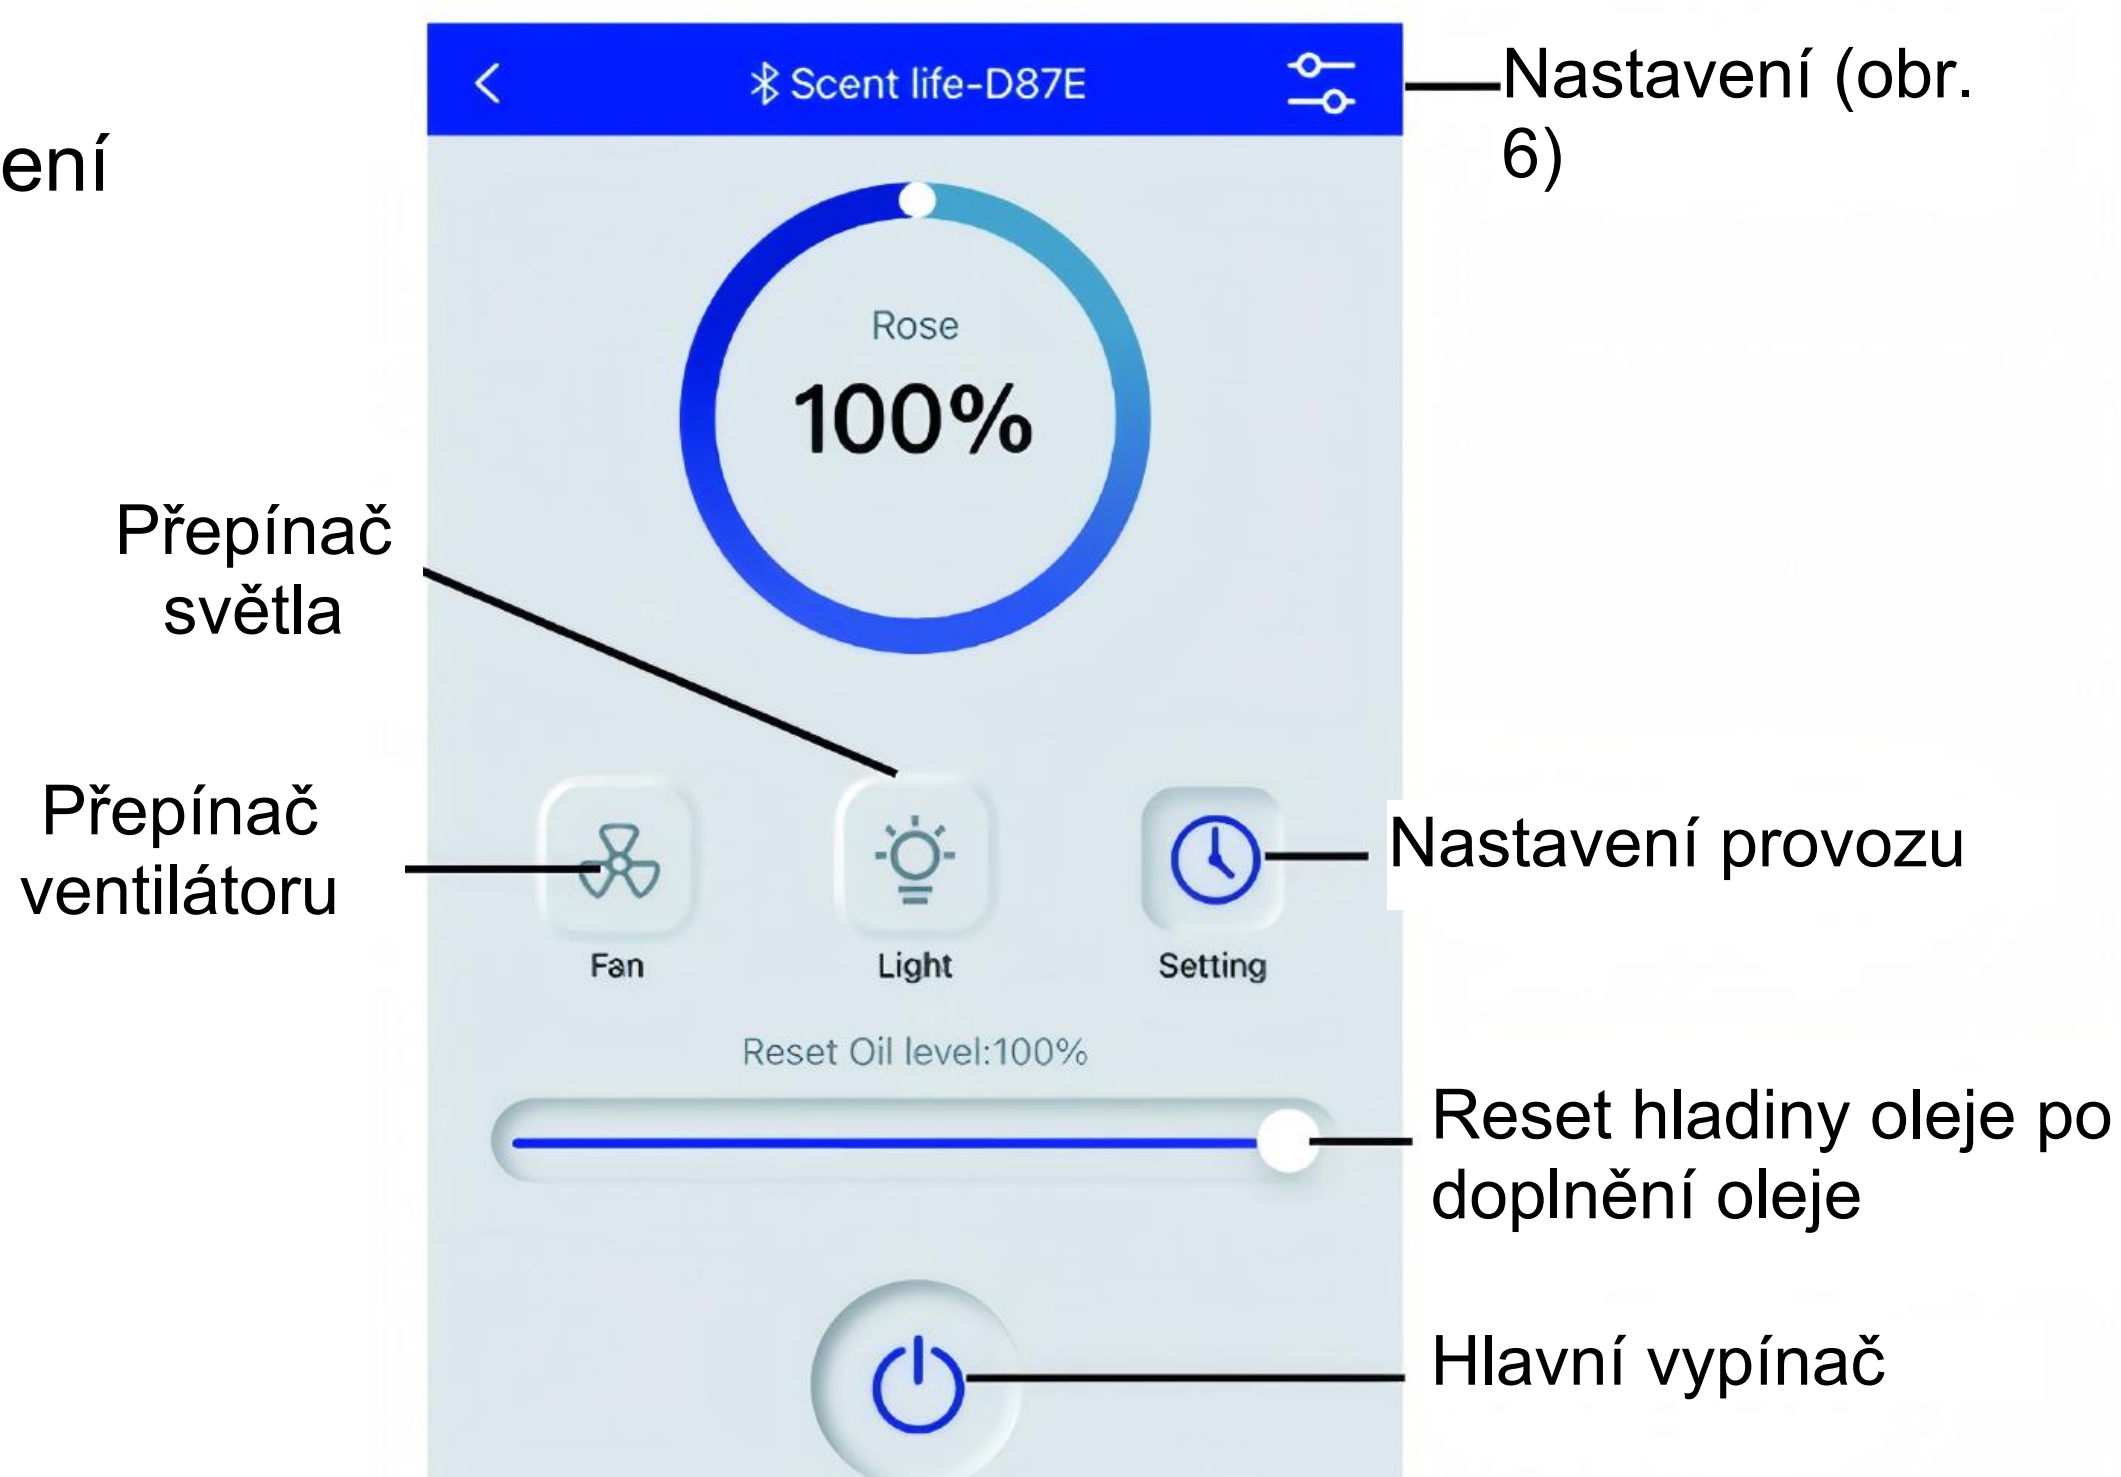 Scent life-D87E
Nastavení (obr.
6)
ení
Rose
100%
Přepínač
světla
Přepínač
ventilátoru
Nastavení provozu
Fan
Light
Setting
Reset Oil level:100%
Reset hladiny oleje po
doplnění oleje
Hlavní vypínač